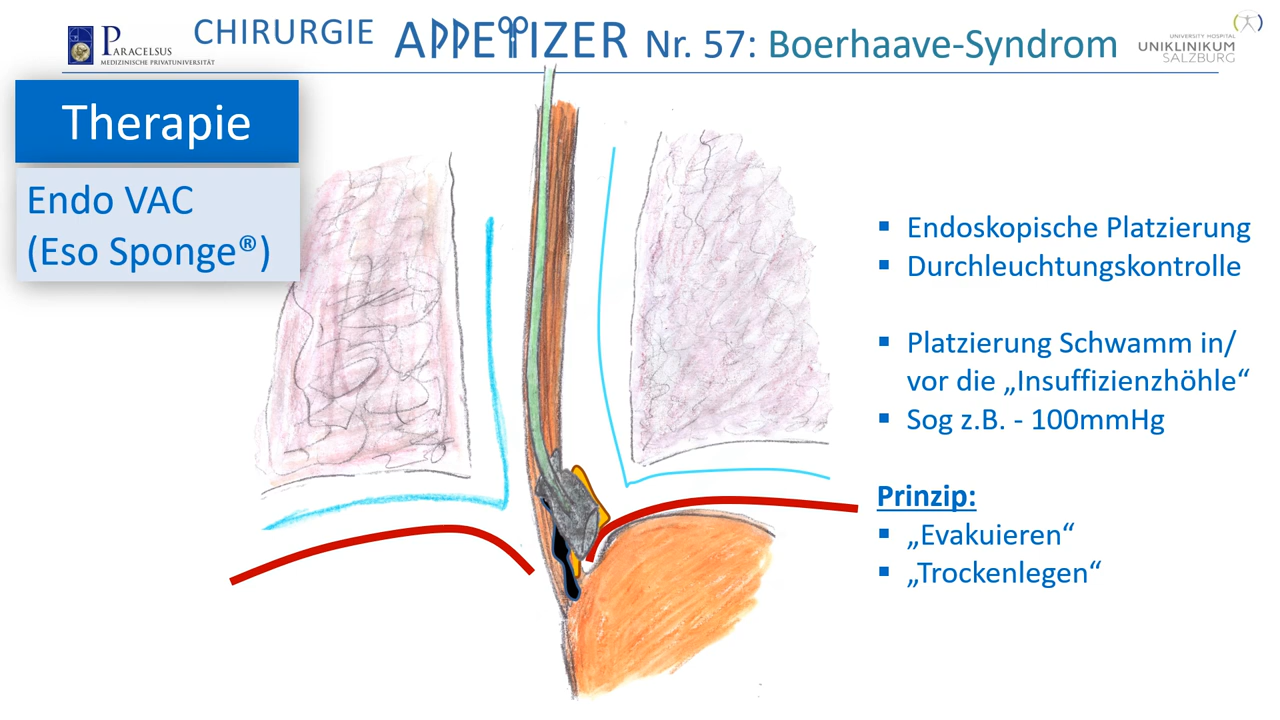 PARACELSUS
MEDIZINISCHE PRIVATUNIVERSITÄT
CHIRURGIE APPETIZER Nr. 57: Boerhaave-Syndrom
UNIVERSITY HOSPITAL
UNIKLINIKUM
SALZBURG
Therapie
Endo VAC
(Eso Sponge®)
▪ Endoskopische Platzierung
▪ Durchleuchtungskontrolle
▪ Platzierung Schwamm in/
vor die „Insuffizienzhöhle“
▪ Sog z.B. - 100mmHg
Prinzip:
▪ „Evakuieren“
▪ „Trockenlegen“